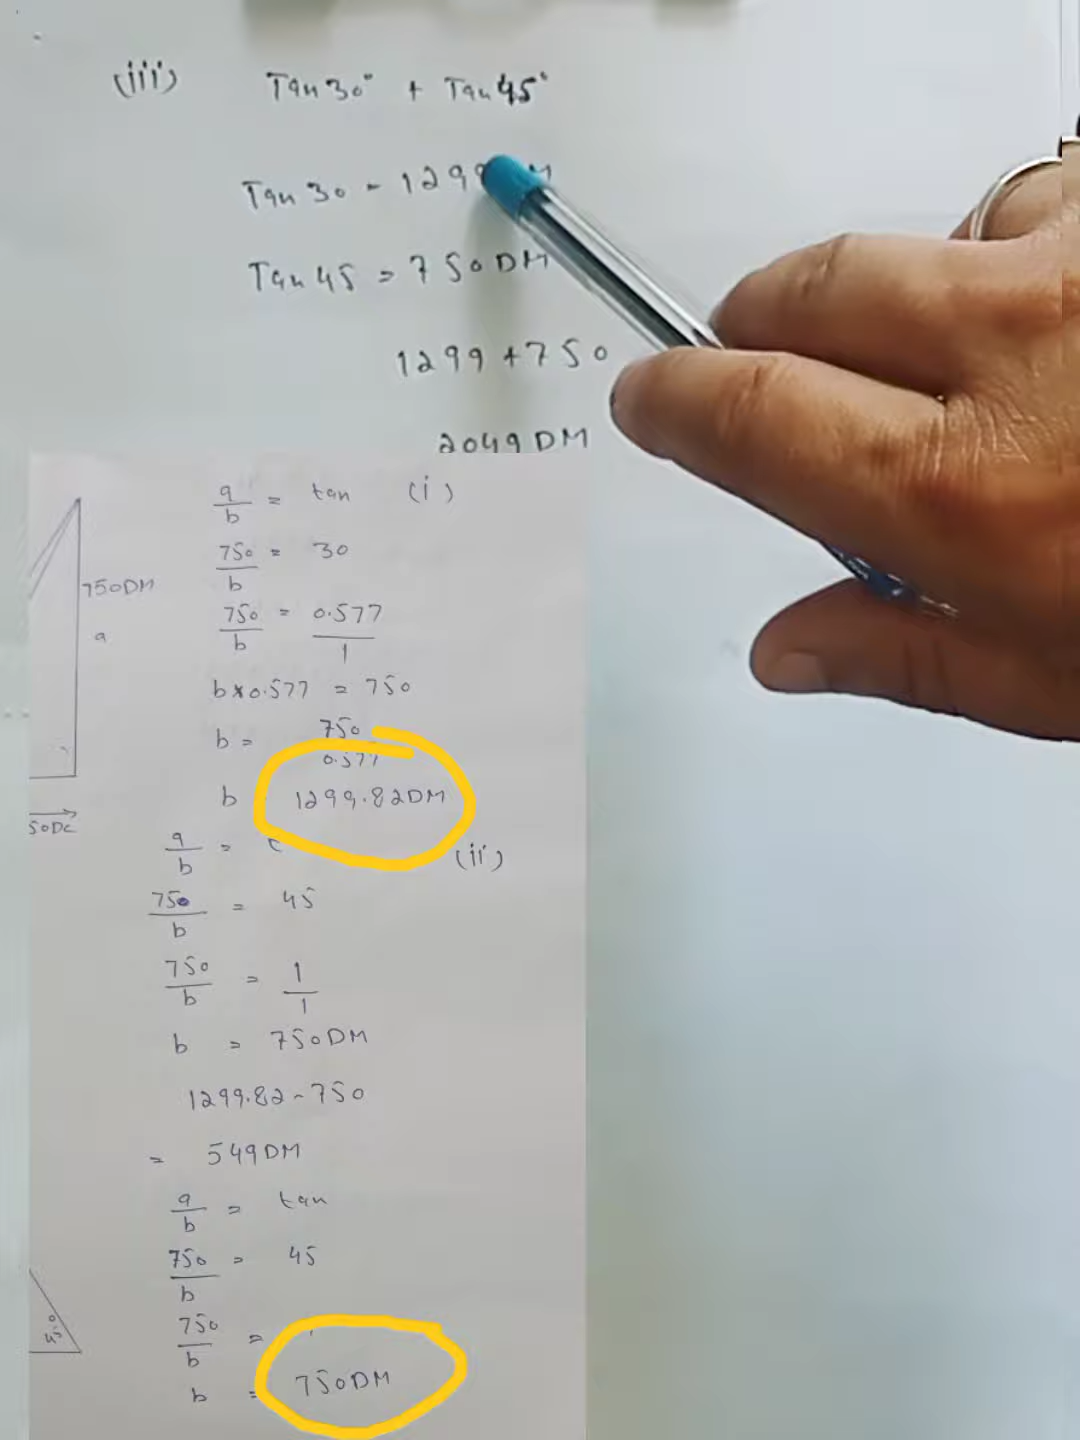 (iii) Tan 30° + Tan 45°
Tan 30 - 1299 DM
Tan 45 = 750 DM
1299 + 750
2049 DM
a/b = tan (i)
750/b = 30
750DM
750/b = 0.577/1
a
b×0.577 = 750
b = 750/0.577
b 1299.82DM
50DC
a/b = (ii)
750/b = 45
750/b = 1/1
b = 750DM
1299.82-750
= 549DM
a/b = tan
750/b = 45
750/b =
45°
b = 750DM